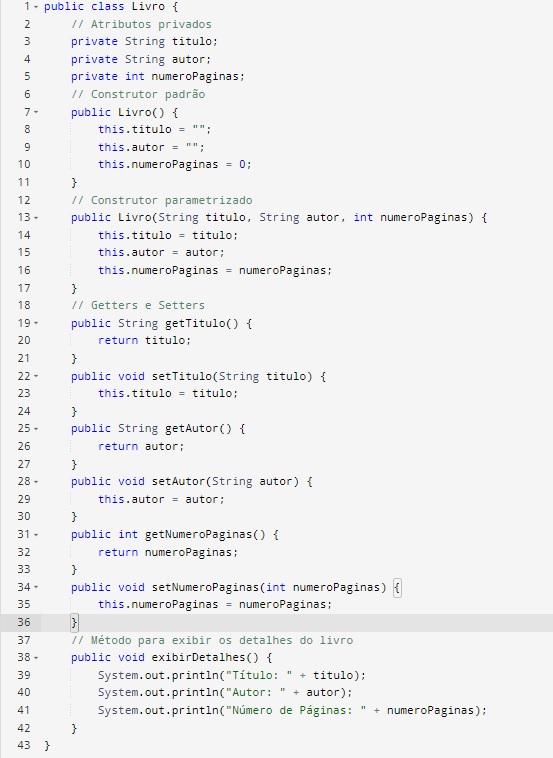 1 public class Livro {
2 // Atributos privados
3 private String titulo;
4 private String autor;
5 private int numeroPaginas;
6 // Construtor padrão
7 public Livro() {
8 this.titulo = "";
9 this.autor = "";
10 this.numeroPaginas = 0;
11 }
12 // Construtor parametrizado
13 public Livro(String titulo, String autor, int numeroPaginas) {
14 this.titulo = titulo;
15 this.autor = autor;
16 this.numeroPaginas = numeroPaginas;
17 }
18 // Getters e Setters
19 public String getTitulo() {
20 return titulo;
21 }
22 public void setTitulo(String titulo) {
23 this.titulo = titulo;
24 }
25 public String getAutor() {
26 return autor;
27 }
28 public void setAutor(String autor) {
29 this.autor = autor;
30 }
31 public int getNumeroPaginas() {
32 return numeroPaginas;
33 }
34 public void setNumeroPaginas(int numeroPaginas) {
35 this.numeroPaginas = numeroPaginas;
36 }
37 // Método para exibir os detalhes do livro
38 public void exibirDetalhes() {
39 System.out.println("Título: " + titulo);
40 System.out.println("Autor: " + autor);
41 System.out.println("Número de Páginas: " + numeroPaginas);
42 }
43 }